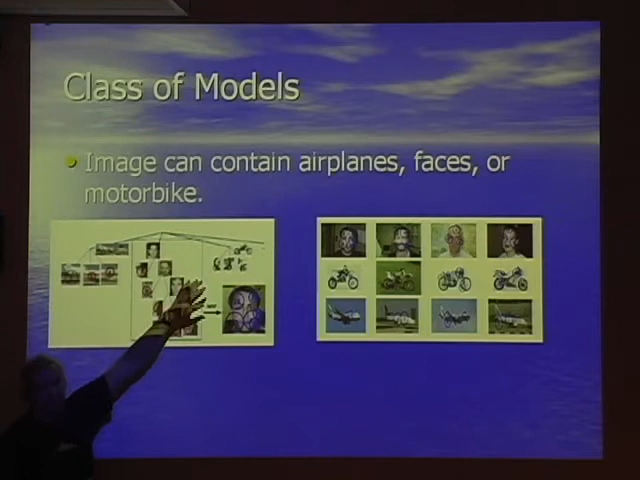 Class of Models
Image can contain airplanes, faces, or
motorbike.